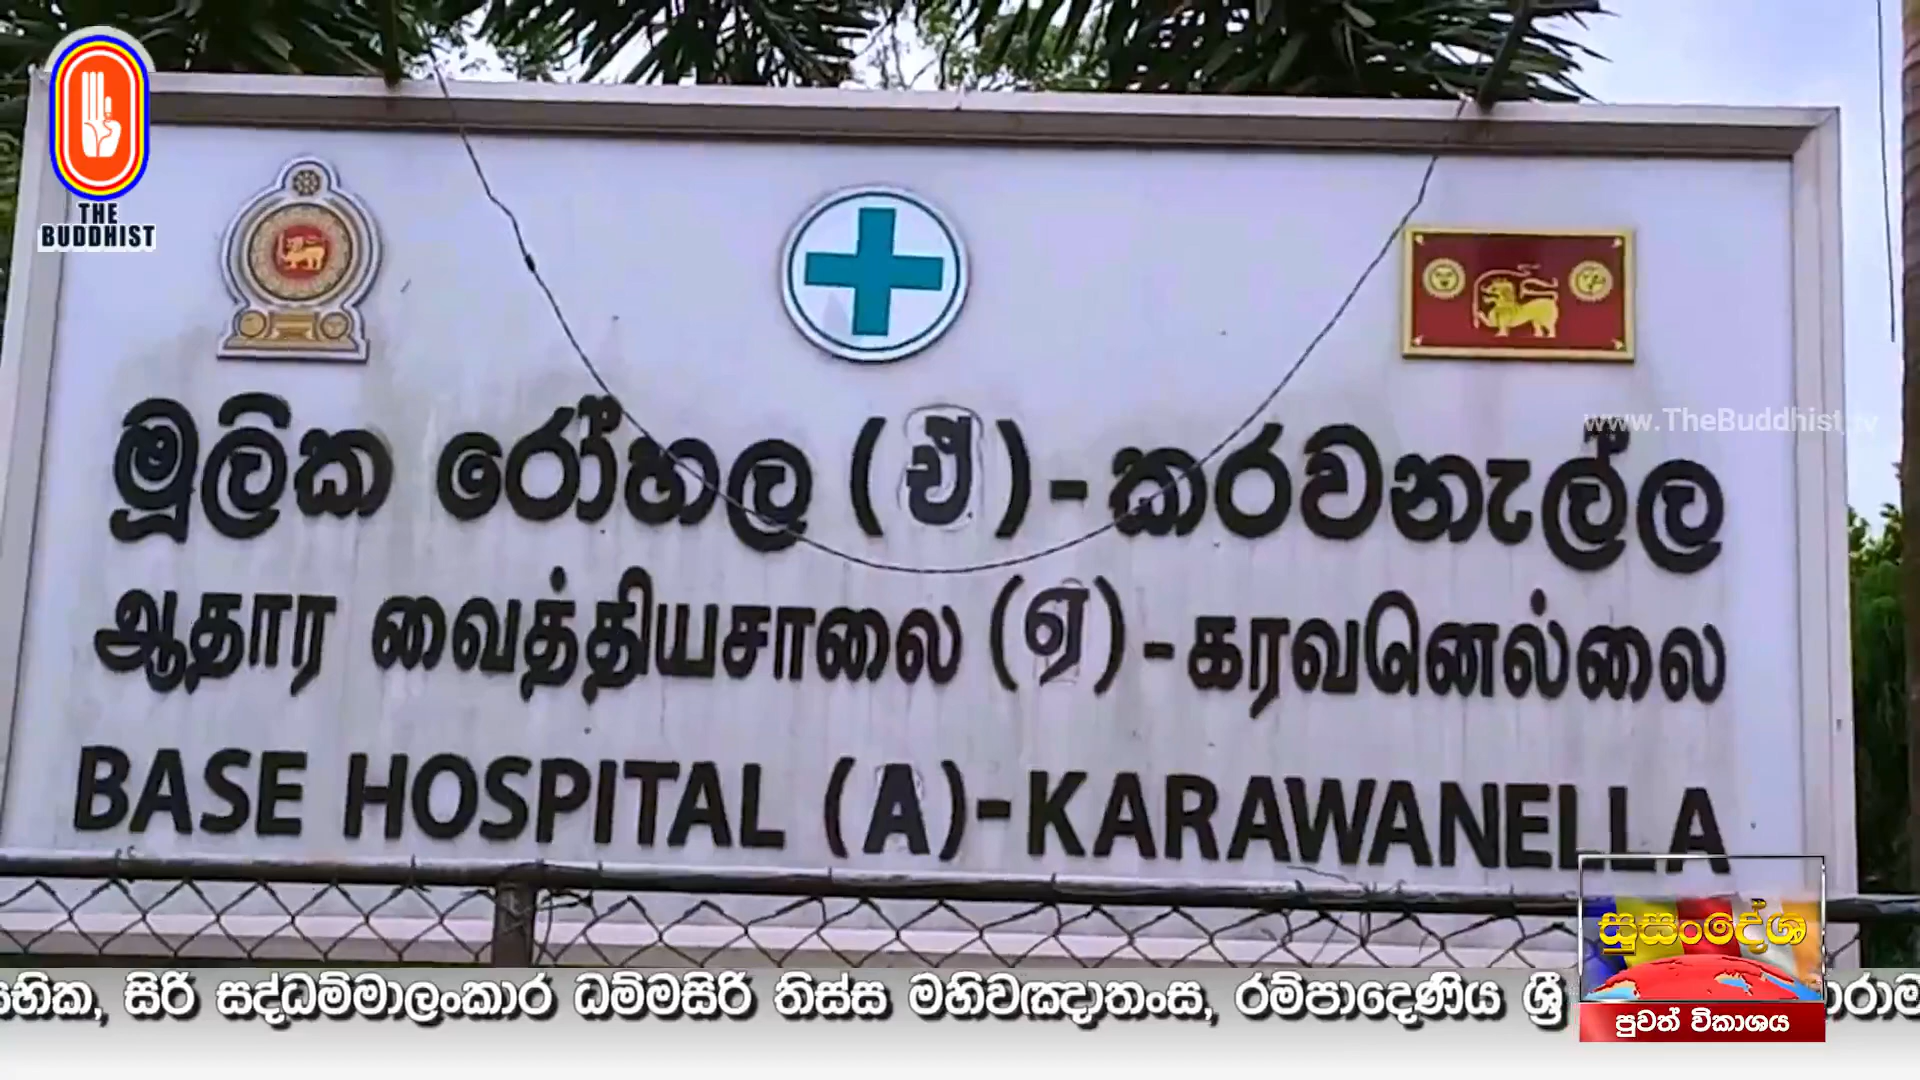 THE
BUDDHIST
www.TheBuddhist.tv
මූලික රෝහල (ඒ)-කරවනැල්ල
ஆதார வைத்தியசாலை (ஏ)-கரவனெல்லை
BASE HOSPITAL (A)-KARAWANELLA
සුසංදේශ
සිරි සද්ධම්මාලංකාර ධම්මසිරි තිස්ස මහිවඤාතංස, රම්පාදෙණිය ශ්‍රී
පුවත් විකාශය